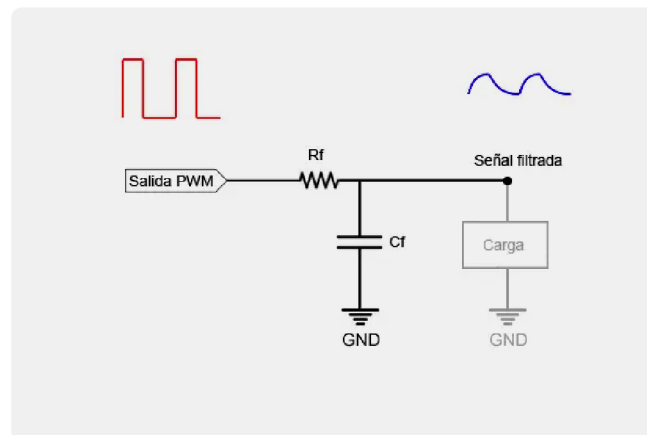 Rf
Señal filtrada
Salida PWM
Cf
Carga
GND
GND